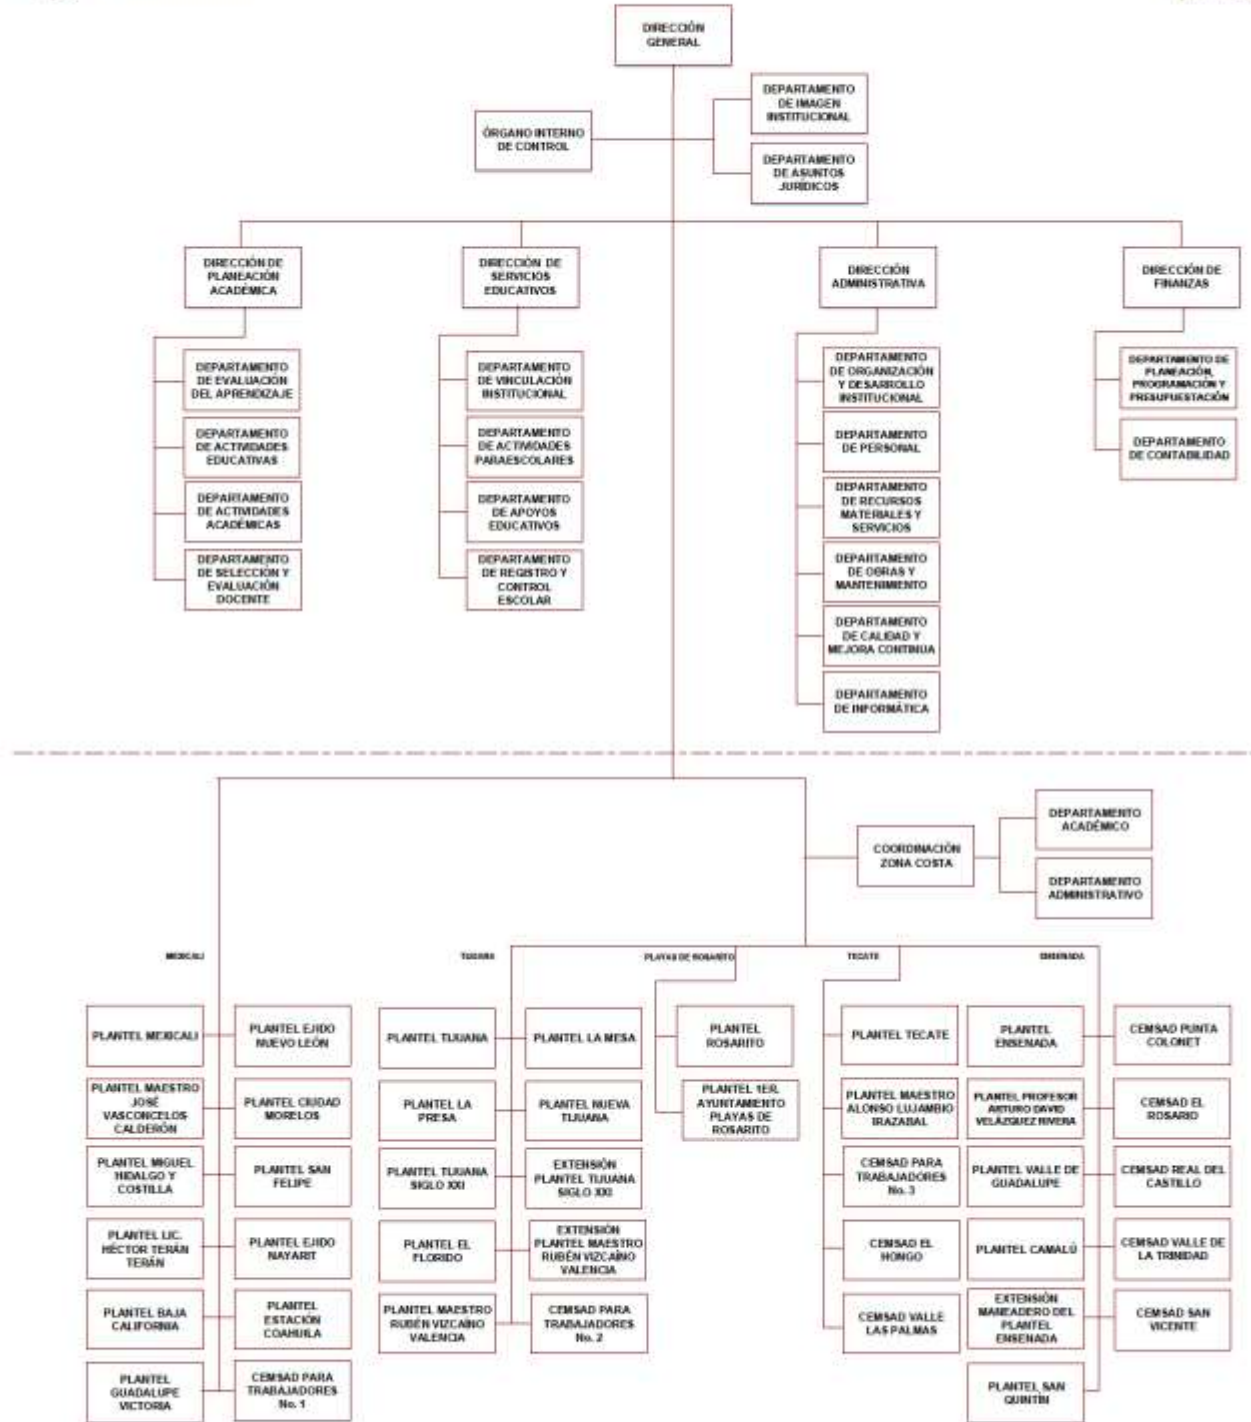 DIRECCIÓN
GENERAL
DEPARTAMENTO
DE IMAGEN
INSTITUCIONAL
ÓRGANO INTERNO
DE CONTROL
DEPARTAMENTO
DE ASUNTOS
JURÍDICOS
DIRECCIÓN DE
PLANEACIÓN
ACADÉMICA
DIRECCIÓN DE
SERVICIOS
EDUCATIVOS
DIRECCIÓN
ADMINISTRATIVA
DIRECCIÓN DE
FINANZAS
DEPARTAMENTO
DE EVALUACIÓN
DEL APRENDIZAJE
DEPARTAMENTO
DE ACTIVIDADES
EDUCATIVAS
DEPARTAMENTO
DE ACTIVIDADES
ACADÉMICAS
DEPARTAMENTO
DE SELECCIÓN Y
EVALUACIÓN
DOCENTE
DEPARTAMENTO
DE VINCULACIÓN
INSTITUCIONAL
DEPARTAMENTO
DE ACTIVIDADES
PARAESCOLARES
DEPARTAMENTO
DE APOYOS
EDUCATIVOS
DEPARTAMENTO
DE REGISTRO Y
CONTROL
ESCOLAR
DEPARTAMENTO
DE ORGANIZACIÓN
Y DESARROLLO
INSTITUCIONAL
DEPARTAMENTO
DE PERSONAL
DEPARTAMENTO
DE RECURSOS
MATERIALES Y
SERVICIOS
DEPARTAMENTO
DE OBRAS Y
MANTENIMIENTO
DEPARTAMENTO
DE CALIDAD Y
MEJORA CONTINUA
DEPARTAMENTO
DE INFORMÁTICA
DEPARTAMENTO DE
PLANEACIÓN,
PROGRAMACIÓN Y
PRESUPUESTACIÓN
DEPARTAMENTO
DE CONTABILIDAD
COORDINACIÓN
ZONA COSTA
DEPARTAMENTO
ACADÉMICO
DEPARTAMENTO
ADMINISTRATIVO
MEXICALI
PLANTEL MEXICALI
PLANTEL EJIDO
NUEVO LEÓN
PLANTEL MAESTRO
JOSÉ
VASCONCELOS
CALDERÓN
PLANTEL CIUDAD
MORELOS
PLANTEL MIGUEL
HIDALGO Y
COSTILLA
PLANTEL SAN
FELIPE
PLANTEL LIC.
HÉCTOR TERÁN
TERÁN
PLANTEL EJIDO
NAYARIT
PLANTEL BAJA
CALIFORNIA
PLANTEL
ESTACIÓN
COAHUILA
PLANTEL
GUADALUPE
VICTORIA
CEMSAD PARA
TRABAJADORES
No. 1
TIJUANA
PLANTEL TIJUANA
PLANTEL LA MESA
PLANTEL LA
PRESA
PLANTEL NUEVA
TIJUANA
PLANTEL TIJUANA
SIGLO XXI
EXTENSIÓN
PLANTEL TIJUANA
SIGLO XXI
PLANTEL EL
FLORIDO
EXTENSIÓN
PLANTEL MAESTRO
RUBÉN VIZCAÍNO
VALENCIA
PLANTEL MAESTRO
RUBÉN VIZCAÍNO
VALENCIA
CEMSAD PARA
TRABAJADORES
No. 2
PLAYAS DE ROSARITO
PLANTEL
ROSARITO
PLANTEL 1ER.
AYUNTAMIENTO
PLAYAS DE
ROSARITO
TECATE
PLANTEL TECATE
PLANTEL MAESTRO
ALONSO LUJAMBIO
IRAZABAL
CEMSAD PARA
TRABAJADORES
No. 3
CEMSAD EL
HONGO
CEMSAD VALLE
LAS PALMAS
ENSENADA
PLANTEL
ENSENADA
CEMSAD PUNTA
COLONET
PLANTEL PROFESOR
ARTURO DAVID
VELÁZQUEZ RIVERA
CEMSAD EL
ROSARIO
PLANTEL VALLE DE
GUADALUPE
CEMSAD REAL DEL
CASTILLO
PLANTEL CAMALÚ
CEMSAD VALLE DE
LA TRINIDAD
EXTENSIÓN
MANEADERO DEL
PLANTEL
ENSENADA
CEMSAD SAN
VICENTE
PLANTEL SAN
QUINTÍN